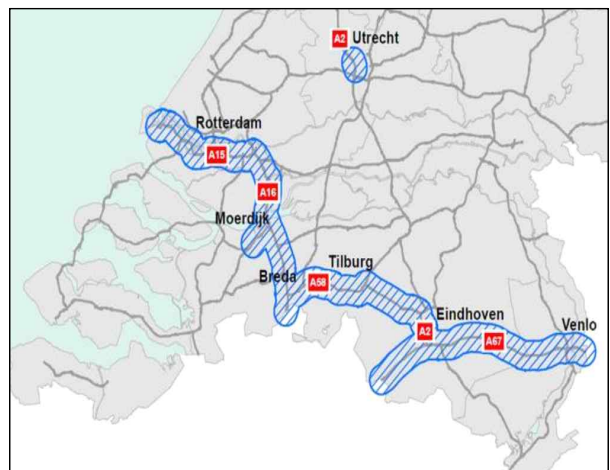 A2
Utrecht
Rotterdam
A15
A16
Moerdijk
Breda
Tilburg
A58
Eindhoven
A2
A67
Venlo